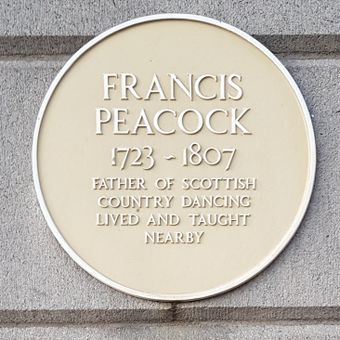 FRANCIS
PEACOCK
1723 ~ 1807
FATHER OF SCOTTISH
COUNTRY DANCING
LIVED AND TAUGHT
NEARBY